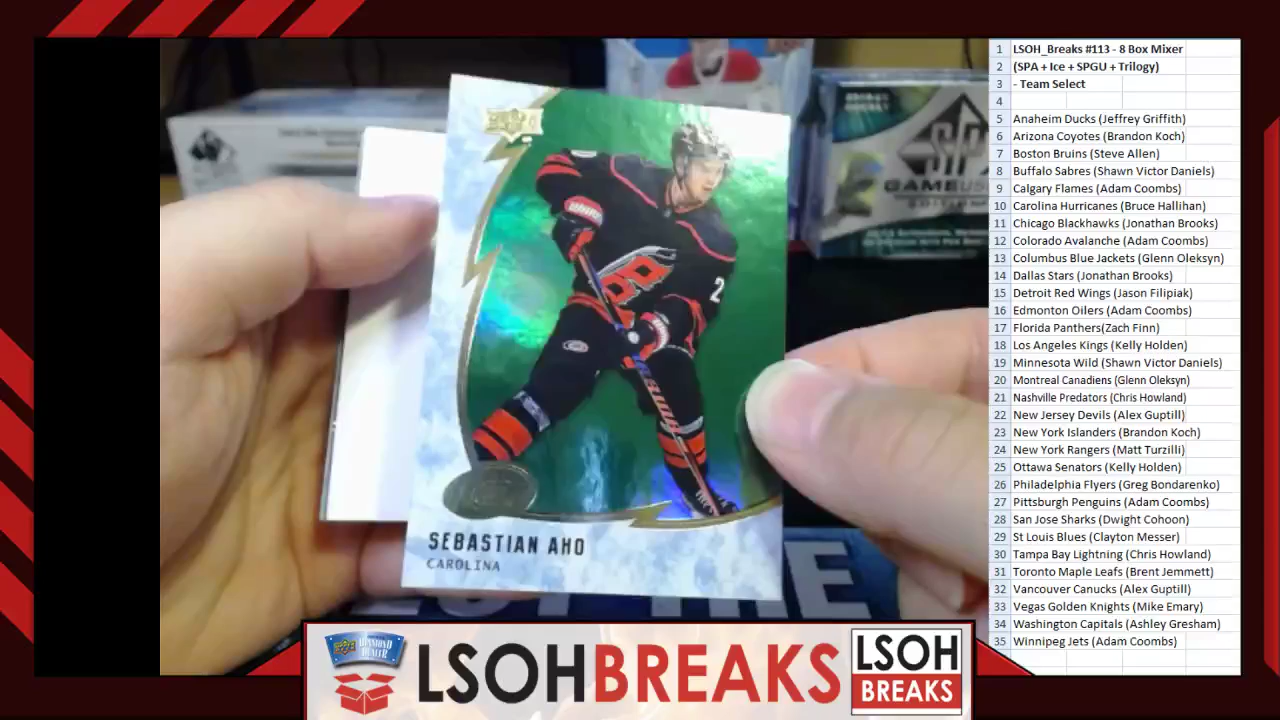 SEBASTIAN AHO
CAROLINA
2
SP
GAME USED
1 LSOH_Breaks #113 - 8 Box Mixer
2 (SPA + Ice + SPGU + Trilogy)
3 - Team Select
4
5 Anaheim Ducks (Jeffrey Griffith)
6 Arizona Coyotes (Brandon Koch)
7 Boston Bruins (Steve Allen)
8 Buffalo Sabres (Shawn Victor Daniels)
9 Calgary Flames (Adam Coombs)
10 Carolina Hurricanes (Bruce Hallihan)
11 Chicago Blackhawks (Jonathan Brooks)
12 Colorado Avalanche (Adam Coombs)
13 Columbus Blue Jackets (Glenn Oleksyn)
14 Dallas Stars (Jonathan Brooks)
15 Detroit Red Wings (Jason Filipiak)
16 Edmonton Oilers (Adam Coombs)
17 Florida Panthers(Zach Finn)
18 Los Angeles Kings (Kelly Holden)
19 Minnesota Wild (Shawn Victor Daniels)
20 Montreal Canadiens (Glenn Oleksyn)
21 Nashville Predators (Chris Howland)
22 New Jersey Devils (Alex Guptill)
23 New York Islanders (Brandon Koch)
24 New York Rangers (Matt Turzilli)
25 Ottawa Senators (Kelly Holden)
26 Philadelphia Flyers (Greg Bondarenko)
27 Pittsburgh Penguins (Adam Coombs)
28 San Jose Sharks (Dwight Cohoon)
29 St Louis Blues (Clayton Messer)
30 Tampa Bay Lightning (Chris Howland)
31 Toronto Maple Leafs (Brent Jemmett)
32 Vancouver Canucks (Alex Guptill)
33 Vegas Golden Knights (Mike Emary)
34 Washington Capitals (Ashley Gresham)
35 Winnipeg Jets (Adam Coombs)
DIAMOND
DEALER
LSOHBREAKS
LSOH
BREAKS